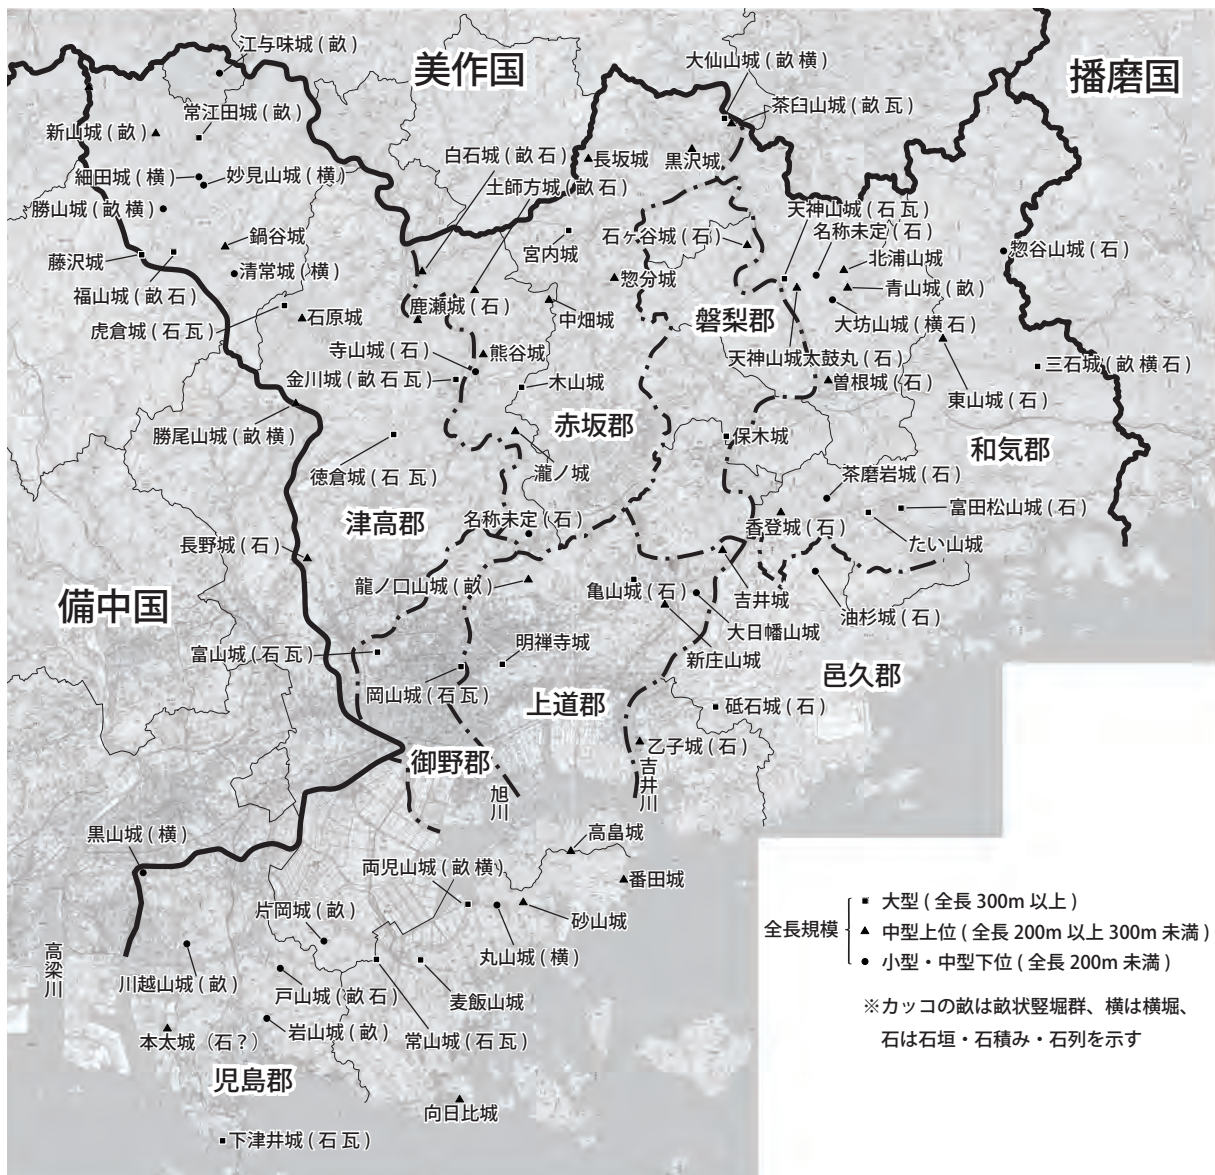 江与味城 ( 畝 )
美作国
大仙山城 ( 畝 横 )
播磨国
常江田城 ( 畝 )
茶臼山城 ( 畝 瓦 )
新山城 ( 畝 )
白石城 ( 畝 石 )
長坂城
黒沢城
細田城 ( 横 )
妙見山城 ( 横 )
土師方城 ( 畝 石 )
勝山城 ( 畝 横 )
天神山城 ( 石 瓦 )
名称未定 ( 石 )
鍋谷城
宮内城
石ヶ谷城 ( 石 )
惣谷山城 ( 石 )
藤沢城
北浦山城
清常城 ( 横 )
惣分城
青山城 ( 畝 )
福山城 ( 畝 石 )
鹿瀬城 ( 石 )
虎倉城 ( 石 瓦 )
石原城
中畑城
磐梨郡
大坊山城 ( 横 石 )
寺山城 ( 石 )
熊谷城
天神山城太鼓丸 ( 石 )
三石城 ( 畝 横 石 )
金川城 ( 畝 石 瓦 )
木山城
曽根城 ( 石 )
東山城 ( 石 )
勝尾山城 ( 畝 横 )
赤坂郡
保木城
和気郡
徳倉城 ( 石 瓦 )
瀧ノ城
茶磨岩城 ( 石 )
津高郡
名称未定 ( 石 )
香登城 ( 石 )
富田松山城 ( 石 )
長野城 ( 石 )
たい山城
龍ノ口山城 ( 畝 )
亀山城 ( 石 )
吉井城
備中国
油杉城 ( 石 )
大日幡山城
富山城 ( 石 瓦 )
明禅寺城
新庄山城
岡山城 ( 石 瓦 )
上道郡
邑久郡
砥石城 ( 石 )
乙子城 ( 石 )
御野郡
旭川
吉井川
黒山城 ( 横 )
高畠城
両児山城 ( 畝 横 )
番田城
片岡城 ( 畝 )
砂山城
高梁川
川越山城 ( 畝 )
丸山城 ( 横 )
戸山城 ( 畝 石 )
麦飯山城
岩山城 ( 畝 )
本太城 ( 石 ? )
常山城 ( 石 瓦 )
児島郡
向日比城
下津井城 ( 石 瓦 )
全長規模
■ 大型 ( 全長 300m 以上 )
▲ 中型上位 ( 全長 200m 以上 300m 未満 )
● 小型・中型下位 ( 全長 200m 未満 )
※カッコの畝は畝状竪堀群、横は横堀、
石は石垣・石積み・石列を示す